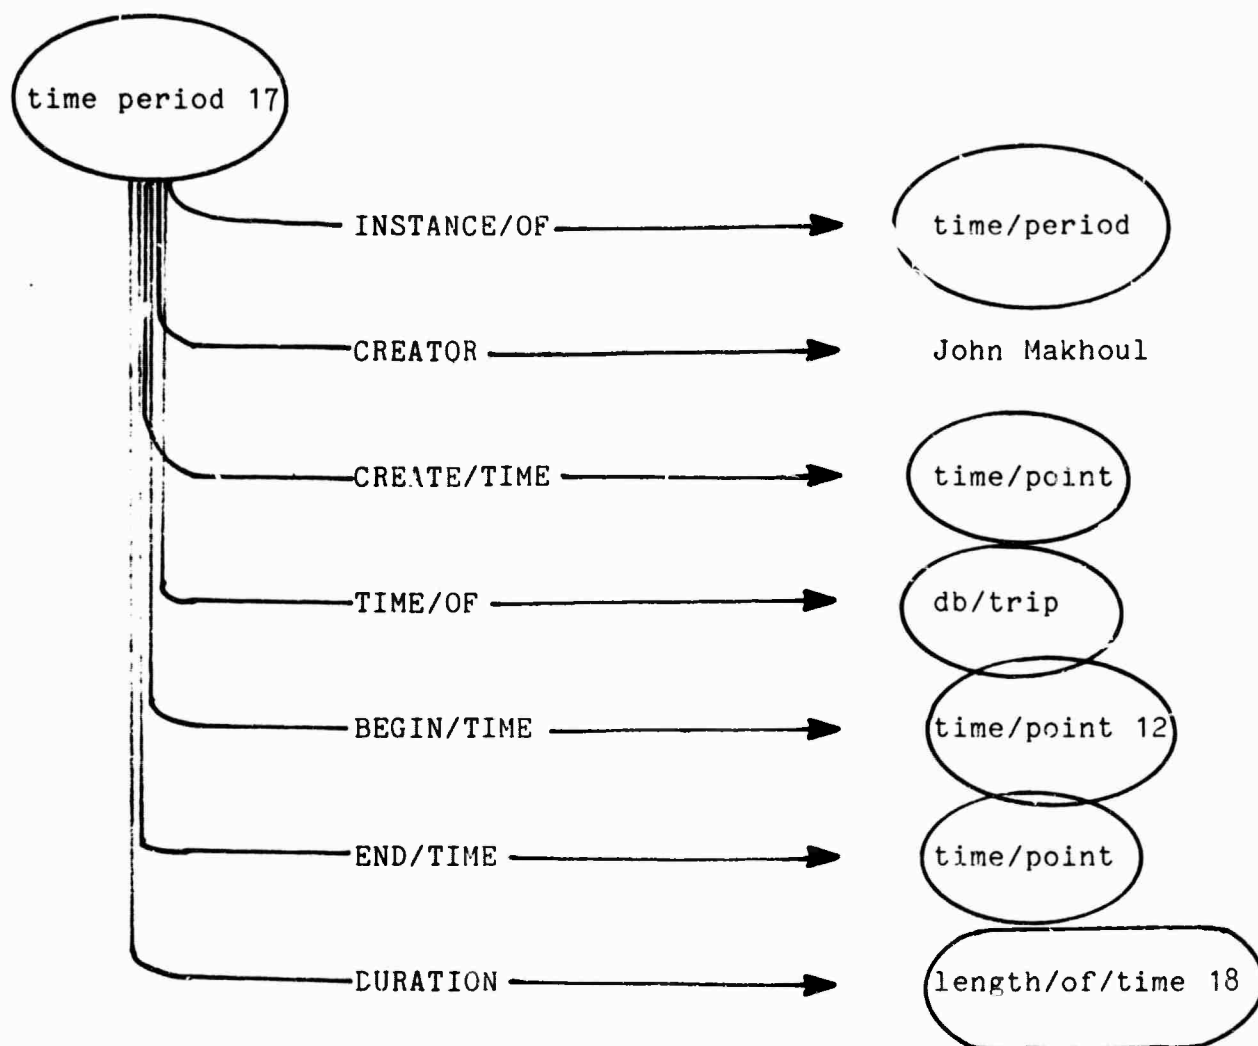 time period 17
INSTANCE/OF time/period
CREATOR John Makhoul
CREATE/TIME time/point
TIME/OF db/trip
BEGIN/TIME time/point 12
END/TIME time/point
DURATION length/of/time 18